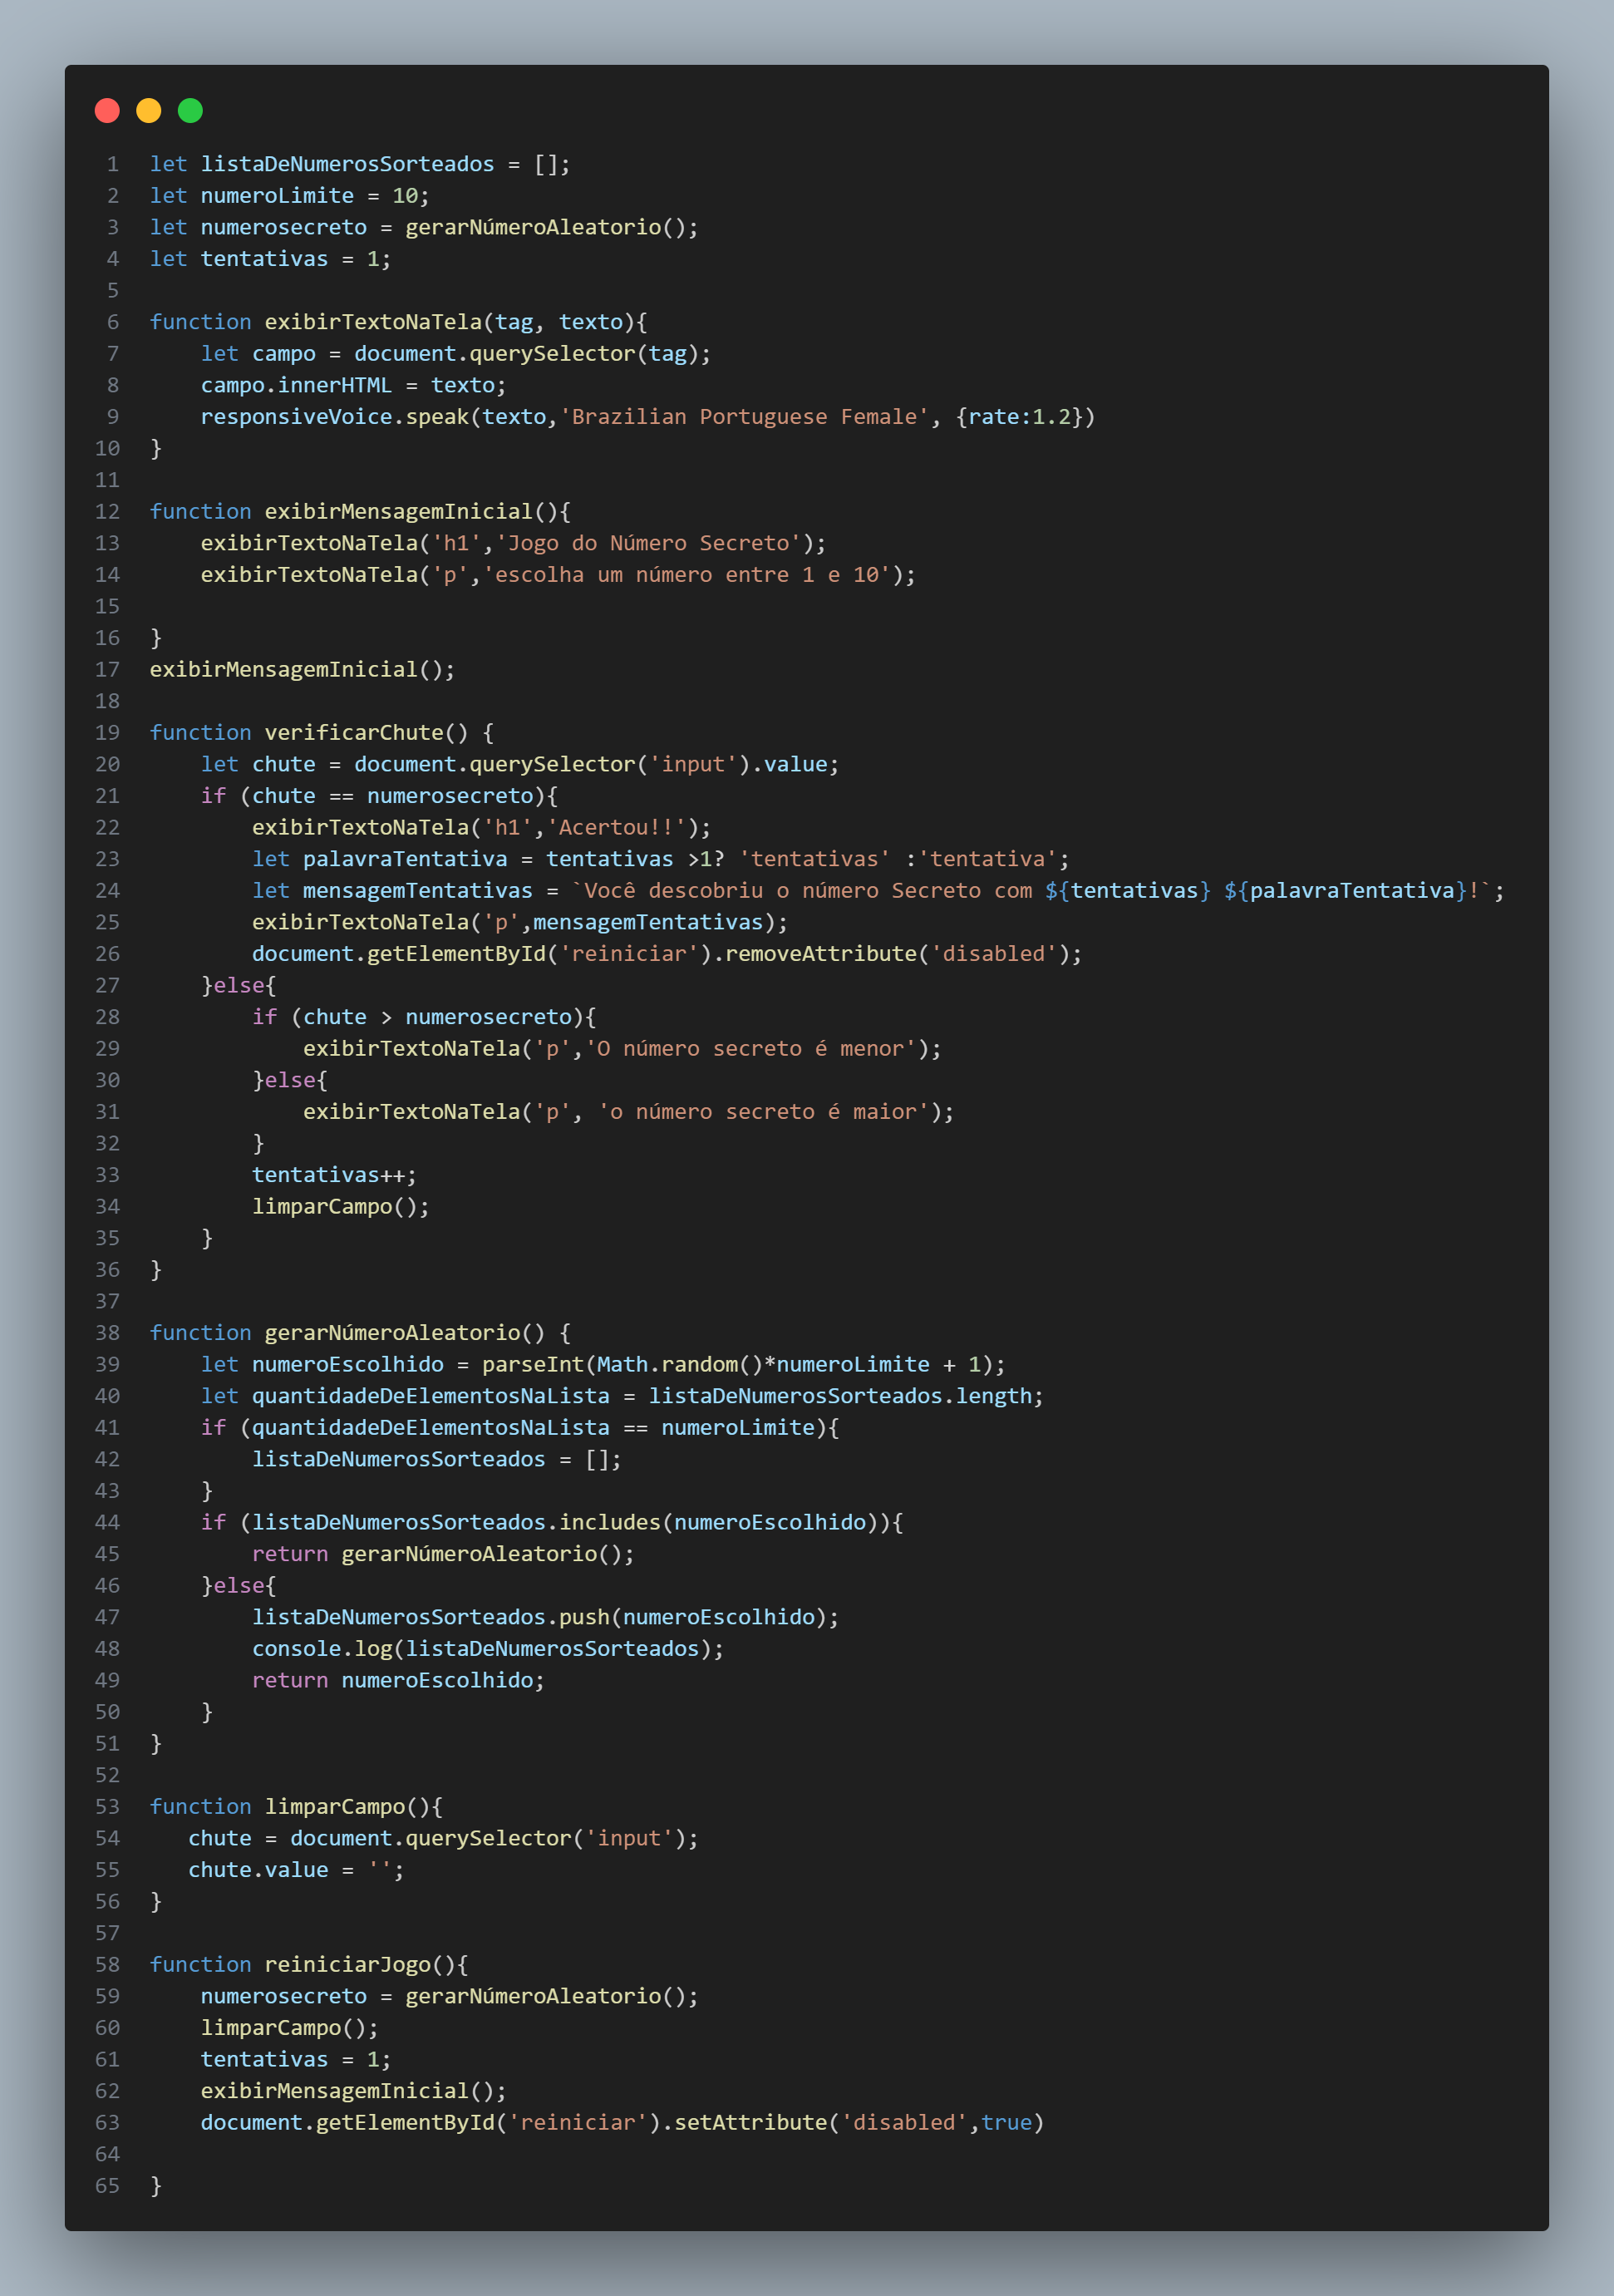 1 let listaDeNumerosSorteados = [];
2 let numeroLimite = 10;
3 let numerosecreto = gerarNúmeroAleatorio();
4 let tentativas = 1;
5
6 function exibirTextoNaTela(tag, texto){
7     let campo = document.querySelector(tag);
8     campo.innerHTML = texto;
9     responsiveVoice.speak(texto,'Brazilian Portuguese Female', {rate:1.2})
10 }
11
12 function exibirMensagemInicial(){
13     exibirTextoNaTela('h1','Jogo do Número Secreto');
14     exibirTextoNaTela('p','escolha um número entre 1 e 10');
15
16 }
17 exibirMensagemInicial();
18
19 function verificarChute() {
20     let chute = document.querySelector('input').value;
21     if (chute == numerosecreto){
22         exibirTextoNaTela('h1','Acertou!!');
23         let palavraTentativa = tentativas >1? 'tentativas' :'tentativa';
24         let mensagemTentativas = `Você descobriu o número Secreto com ${tentativas} ${palavraTentativa}!`;
25         exibirTextoNaTela('p',mensagemTentativas);
26         document.getElementById('reiniciar').removeAttribute('disabled');
27     }else{
28         if (chute > numerosecreto){
29             exibirTextoNaTela('p','O número secreto é menor');
30         }else{
31             exibirTextoNaTela('p', 'o número secreto é maior');
32         }
33         tentativas++;
34         limparCampo();
35     }
36 }
37
38 function gerarNúmeroAleatorio() {
39     let numeroEscolhido = parseInt(Math.random()*numeroLimite + 1);
40     let quantidadeDeElementosNaLista = listaDeNumerosSorteados.length;
41     if (quantidadeDeElementosNaLista == numeroLimite){
42         listaDeNumerosSorteados = [];
43     }
44     if (listaDeNumerosSorteados.includes(numeroEscolhido)){
45         return gerarNúmeroAleatorio();
46     }else{
47         listaDeNumerosSorteados.push(numeroEscolhido);
48         console.log(listaDeNumerosSorteados);
49         return numeroEscolhido;
50     }
51 }
52
53 function limparCampo(){
54    chute = document.querySelector('input');
55    chute.value = '';
56 }
57
58 function reiniciarJogo(){
59     numerosecreto = gerarNúmeroAleatorio();
60     limparCampo();
61     tentativas = 1;
62     exibirMensagemInicial();
63     document.getElementById('reiniciar').setAttribute('disabled',true)
64
65 }